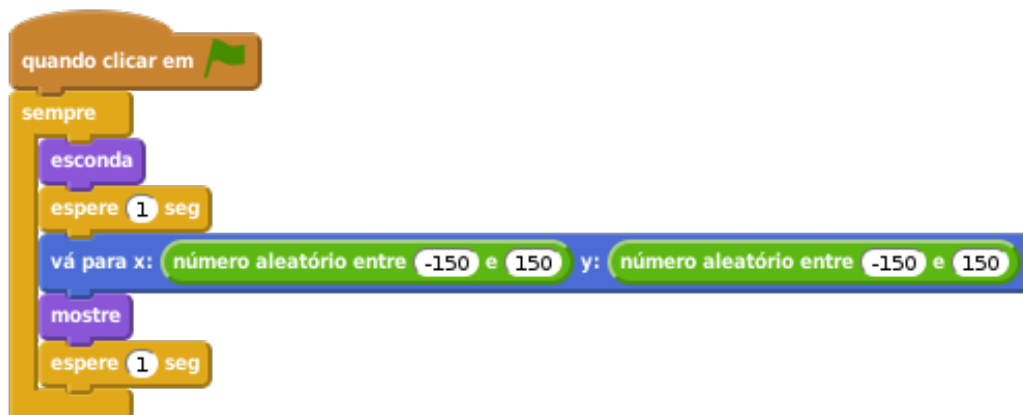 quando clicar em
sempre
esconda
espere 1 seg
vá para x: número aleatório entre -150 e 150 y: número aleatório entre -150 e 150
mostre
espere 1 seg